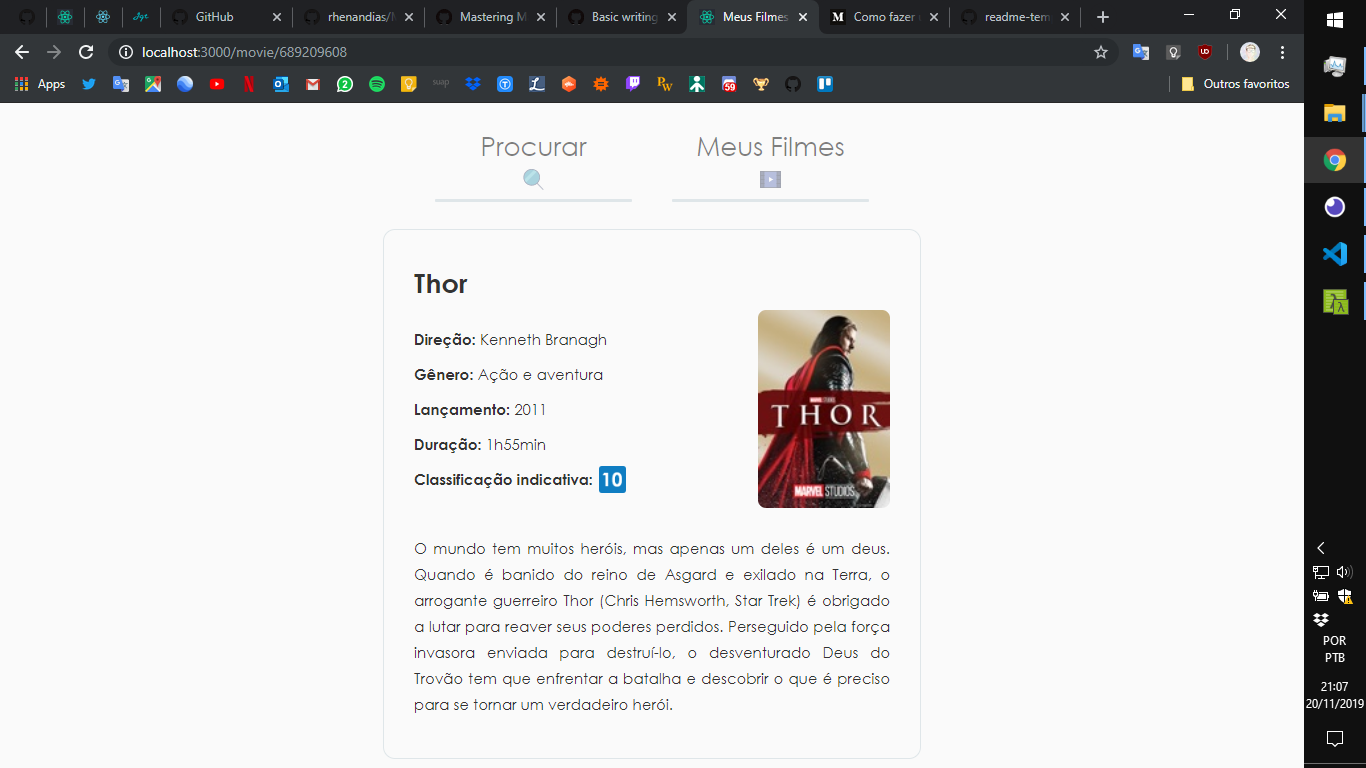 GitHub
rhenandias/
Mastering M
Basic writing
Meus Filmes
Como fazer
readme-tem
localhost:3000/movie/689209608
Apps
swap
59
Outros favoritos
Procurar
Meus Filmes
Thor
Direção: Kenneth Branagh
Gênero: Ação e aventura
Lançamento: 2011
Duração: 1h55min
Classificação indicativa: 10
MARVEL STUDIOS
THOR
MARVEL STUDIOS
O mundo tem muitos heróis, mas apenas um deles é um deus.
Quando é banido do reino de Asgard e exilado na Terra, o
arrogante guerreiro Thor (Chris Hemsworth, Star Trek) é obrigado
a lutar para reaver seus poderes perdidos. Perseguido pela força
invasora enviada para destruí-lo, o desventurado Deus do
Trovão tem que enfrentar a batalha e descobrir o que é preciso
para se tornar um verdadeiro herói.
POR
PTB
21:07
20/11/2019